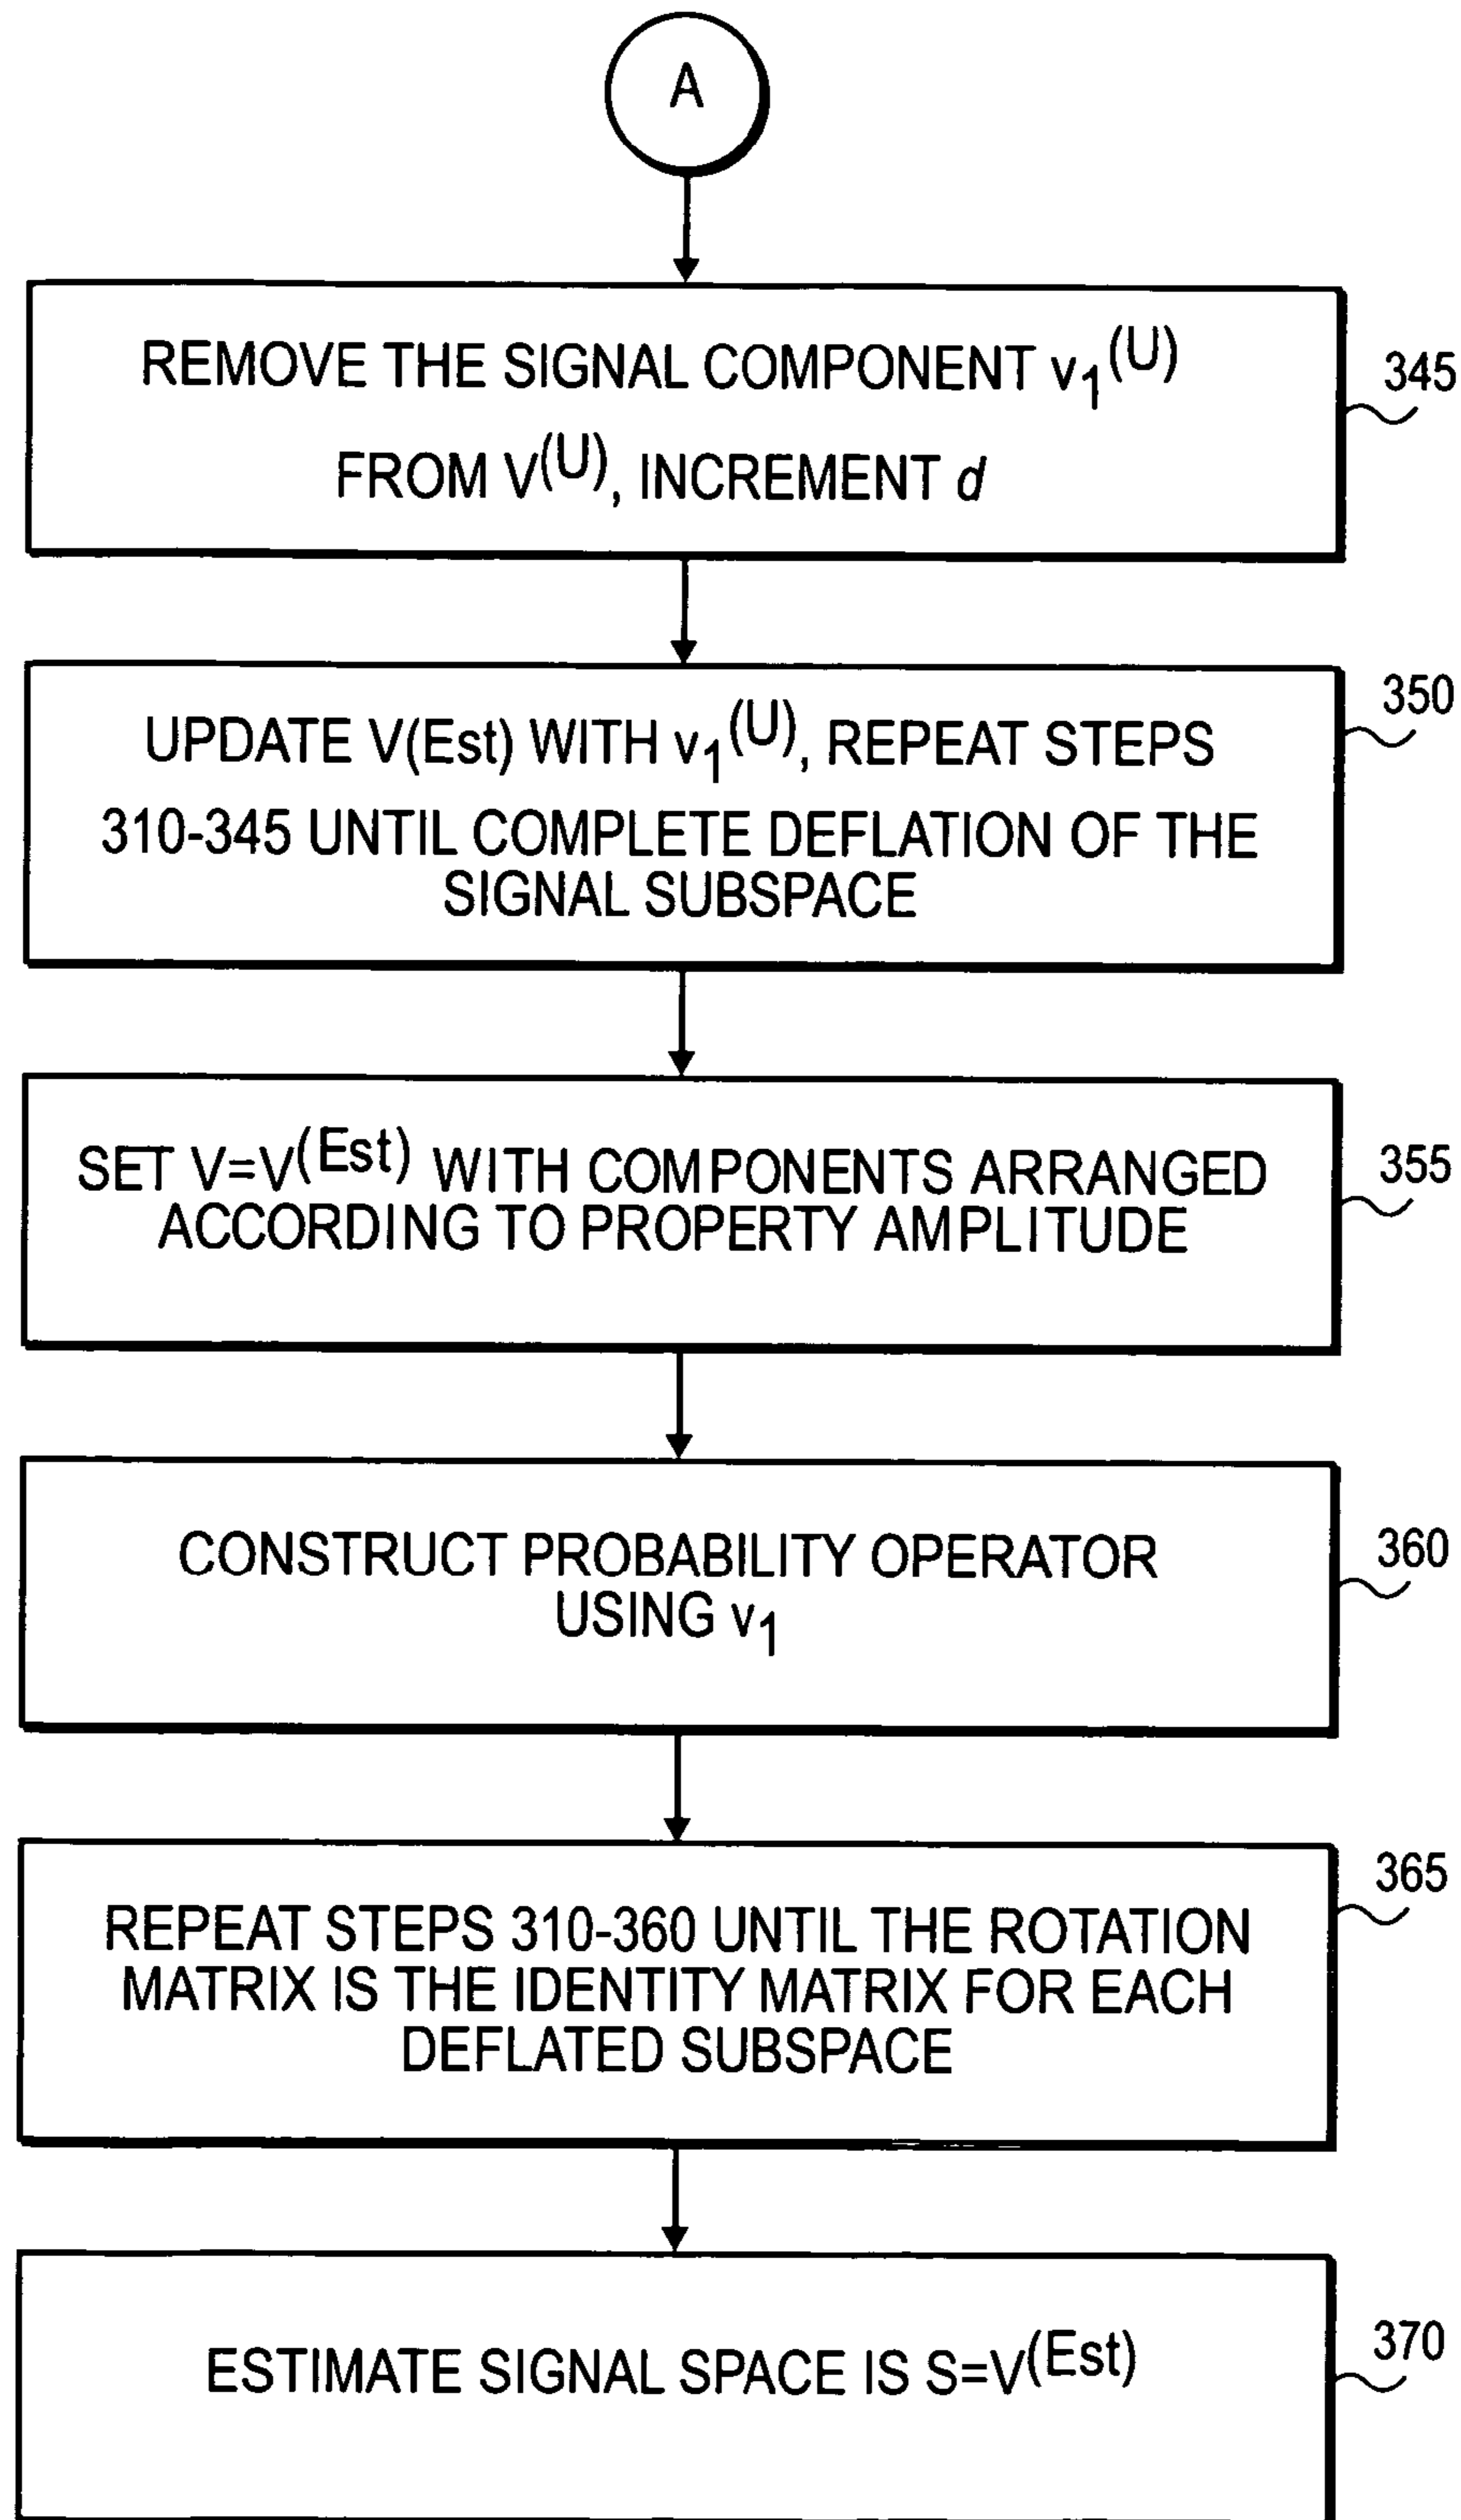 A
REMOVE THE SIGNAL COMPONENT v1(U)
FROM V(U), INCREMENT d
345
UPDATE V(Est) WITH v1(U), REPEAT STEPS
310-345 UNTIL COMPLETE DEFLATION OF THE
SIGNAL SUBSPACE
350
SET V=V(Est) WITH COMPONENTS ARRANGED
ACCORDING TO PROPERTY AMPLITUDE
355
CONSTRUCT PROBABILITY OPERATOR
USING v1
360
REPEAT STEPS 310-360 UNTIL THE ROTATION
MATRIX IS THE IDENTITY MATRIX FOR EACH
DEFLATED SUBSPACE
365
ESTIMATE SIGNAL SPACE IS S=V(Est)
370